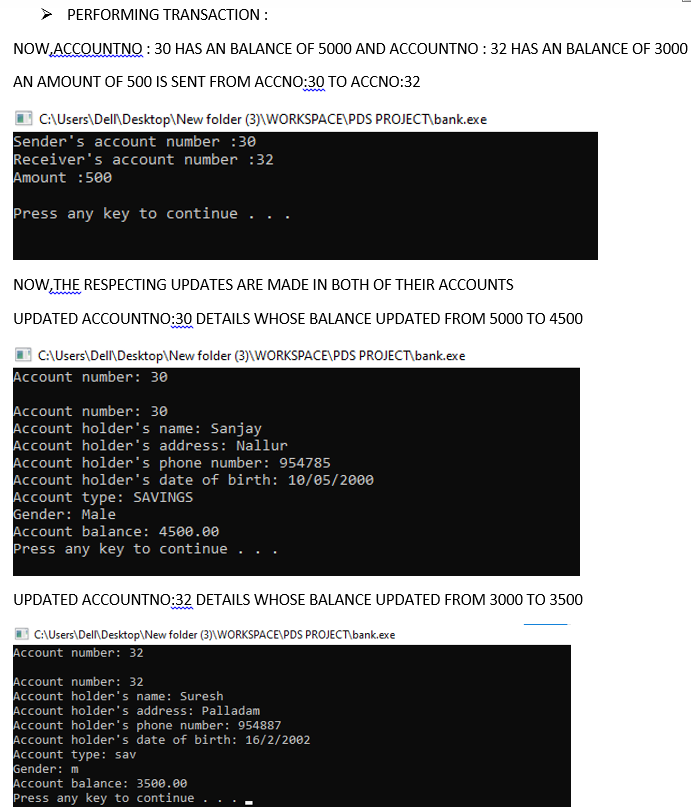 ➢ PERFORMING TRANSACTION :
NOW,ACCOUNTNO : 30 HAS AN BALANCE OF 5000 AND ACCOUNTNO : 32 HAS AN BALANCE OF 3000
AN AMOUNT OF 500 IS SENT FROM ACCNO:30 TO ACCNO:32
C:\Users\Dell\Desktop\New folder (3)\WORKSPACE\PDS PROJECT\bank.exe
Sender's account number :30
Receiver's account number :32
Amount :500
Press any key to continue . . .
NOW,THE RESPECTING UPDATES ARE MADE IN BOTH OF THEIR ACCOUNTS
UPDATED ACCOUNTNO:30 DETAILS WHOSE BALANCE UPDATED FROM 5000 TO 4500
C:\Users\Dell\Desktop\New folder (3)\WORKSPACE\PDS PROJECT\bank.exe
Account number: 30
Account number: 30
Account holder's name: Sanjay
Account holder's address: Nallur
Account holder's phone number: 954785
Account holder's date of birth: 10/05/2000
Account type: SAVINGS
Gender: Male
Account balance: 4500.00
Press any key to continue . . .
UPDATED ACCOUNTNO:32 DETAILS WHOSE BALANCE UPDATED FROM 3000 TO 3500
C:\Users\Dell\Desktop\New folder (3)\WORKSPACE\PDS PROJECT\bank.exe
Account number: 32
Account number: 32
Account holder's name: Suresh
Account holder's address: Palladam
Account holder's phone number: 954887
Account holder's date of birth: 16/2/2002
Account type: sav
Gender: m
Account balance: 3500.00
Press any key to continue . . .